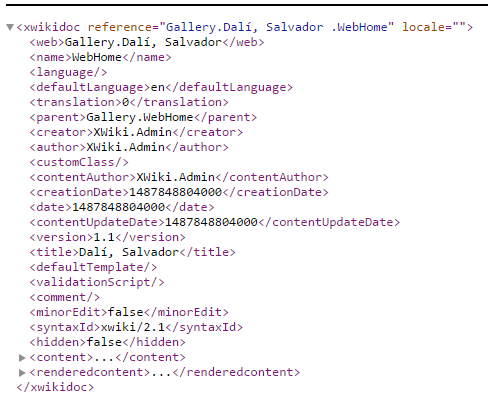 <xwikidoc reference="Gallery.Dalí, Salvador .WebHome" locale="">
<web>Gallery.Dalí, Salvador</web>
<name>WebHome</name>
<language/>
<defaultLanguage>en</defaultLanguage>
<translation>0</translation>
<parent>Gallery.WebHome</parent>
<creator>XWiki.Admin</creator>
<author>XWiki.Admin</author>
<customClass/>
<contentAuthor>XWiki.Admin</contentAuthor>
<creationDate>1487848804000</creationDate>
<date>1487848804000</date>
<contentUpdateDate>1487848804000</contentUpdateDate>
<version>1.1</version>
<title>Dalí, Salvador</title>
<defaultTemplate/>
<validationScript/>
<comment/>
<minorEdit>false</minorEdit>
<syntaxId>xwiki/2.1</syntaxId>
<hidden>false</hidden>
<content>...</content>
<renderedcontent>...</renderedcontent>
</xwikidoc>